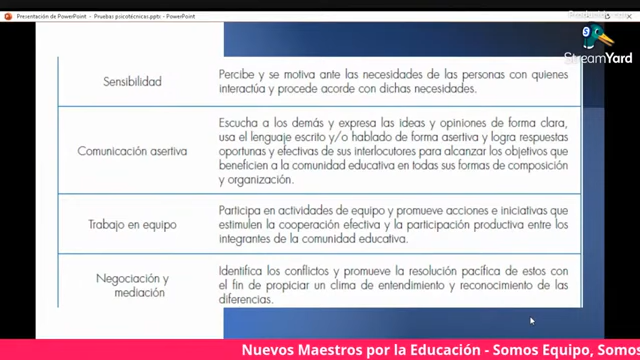 Presentación de PowerPoint - Pruebas psicotécnicas.pptx - PowerPoint
StreamYard
Sensibilidad
Percibe y se motiva ante las necesidades de las personas con quienes
interactúa y procede acorde con dichas necesidades.
Comunicación asertiva
Escucha a los demás y expresa las ideas y opiniones de forma clara,
usa el lenguaje escrito y/o hablado de forma asertiva y logra respuestas
oportunas y efectivas de sus interlocutores para alcanzar los objetivos que
beneficien a la comunidad educativa en todas sus formas de composición
y organización.
Trabajo en equipo
Participa en actividades de equipo y promueve acciones e iniciativas que
estimulen la cooperación efectiva y la participación productiva entre los
integrantes de la comunidad educativa.
Negociación y
mediación
Identifica los conflictos y promueve la resolución pacífica de estos con
el fin de propiciar un clima de entendimiento y reconocimiento de las
diferencias.
Nuevos Maestros por la Educación - Somos Equipo, Somos